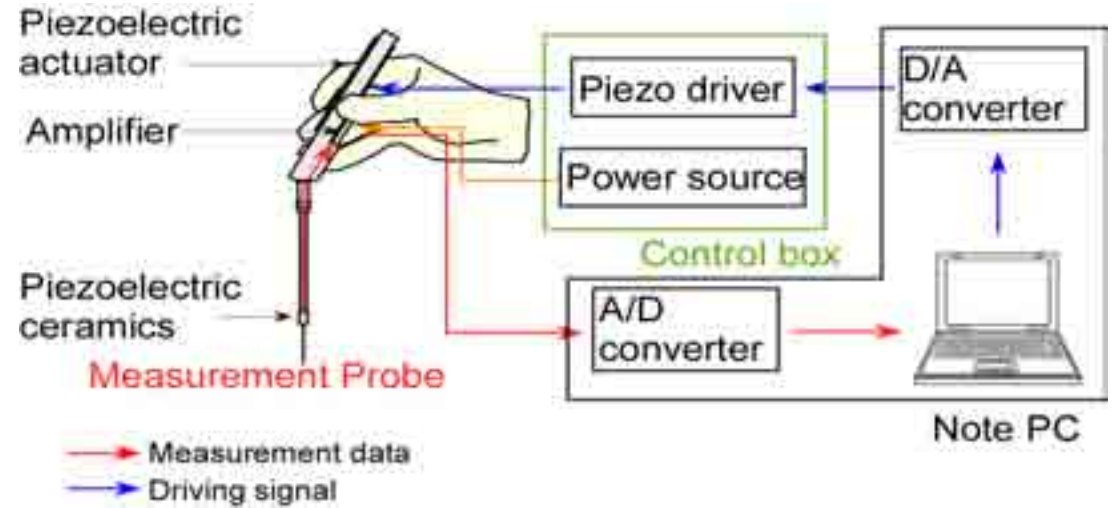 Piezoelectric
actuator
Amplifier
Piezoelectric
ceramics
Measurement Probe
Piezo driver
Power source
Control box
D/A
converter
A/D
converter
Note PC
Measurement data
Driving signal